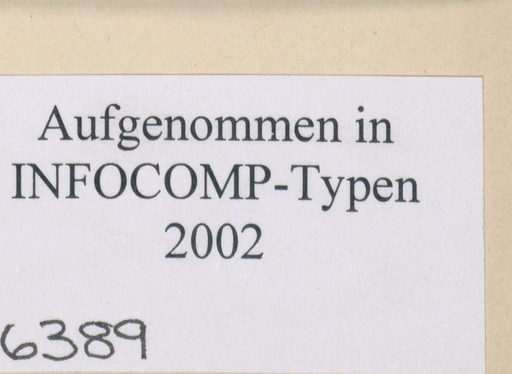 Aufgenommen in
INFOCOMP-Typen
2002
6389